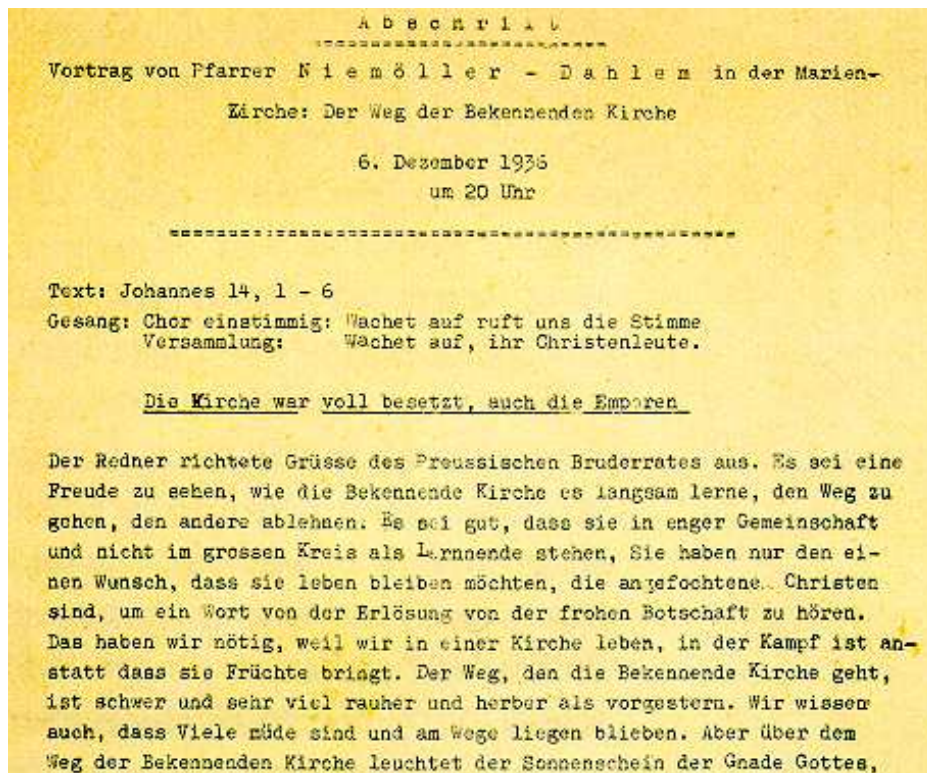 A b s c h r i f t
Vortrag von Pfarrer N i e m ö l l e r - D a h l e m in der Marien-
Kirche: Der Weg der Bekennenden Kirche
6. Dezember 1936
um 20 Uhr
Text: Johannes 14, 1 - 6
Gesang: Chor einstimmig: Wachet auf ruft uns die Stimme
Versammlung: Wachet auf, ihr Christenleute.
Die Kirche war voll besetzt, auch die Emporen
Der Redner richtete Grüsse des Preussischen Bruderrates aus. Es sei eine
Freude zu sehen, wie die Bekennende Kirche es langsam lerne, den Weg zu
gehen, den andere ablehnen. Es sei gut, dass sie in enger Gemeinschaft
und nicht im grossen Kreis als Lernnende stehen, Sie haben nur den ei-
nen Wunsch, dass sie leben bleiben möchten, die angefochtene Christen
sind, um ein Wort von der Erlösung von der frohen Botschaft zu hören.
Das haben wir nötig, weil wir in einer Kirche leben, in der Kampf ist an-
statt dass sie Früchte bringt. Der Weg, den die Bekennende Kirche geht,
ist schwer und sehr viel rauher und herber als vorgestern. Wir wissen
auch, dass Viele müde sind und am Wege liegen blieben. Aber über dem
Weg der Bekennenden Kirche leuchtet der Sonnenschein der Gnade Gottes,